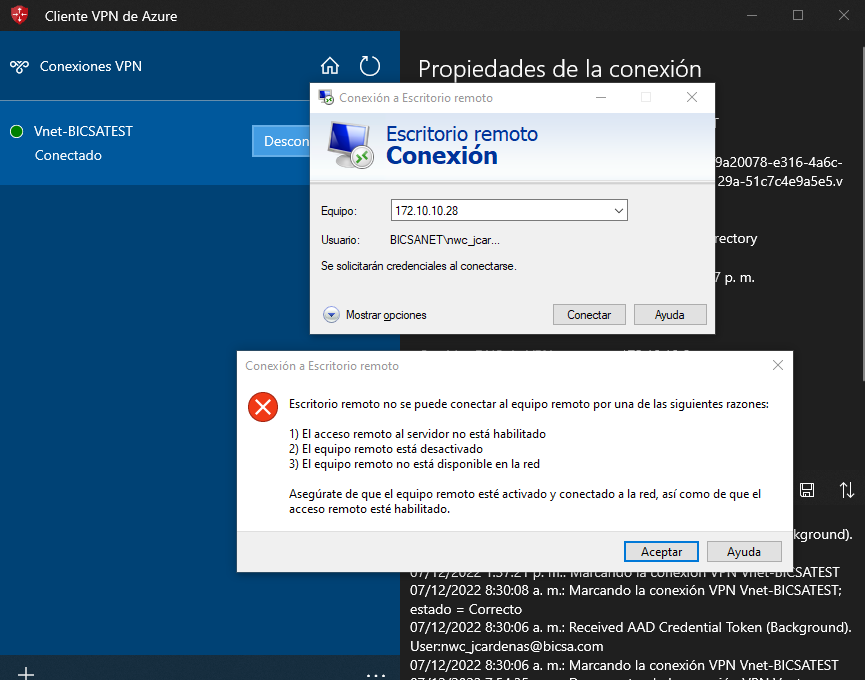 Cliente VPN de Azure
Conexiones VPN
Propiedades de la conexión
Vnet-BICSATEST
Conectado
Descon
Conexión a Escritorio remoto
Escritorio remoto
Conexión
Equipo:
172.10.10.28
Usuario:
BICSANET\nwc_jcar...
Se solicitarán credenciales al conectarse.
Mostrar opciones
Conectar
Ayuda
9a20078-e316-4a6c-
29a-51c7c4e9a5e5.v
rectory
7 p. m.
Conexión a Escritorio remoto
Escritorio remoto no se puede conectar al equipo remoto por una de las siguientes razones:
1) El acceso remoto al servidor no está habilitado
2) El equipo remoto está desactivado
3) El equipo remoto no está disponible en la red
Asegúrate de que el equipo remoto esté activado y conectado a la red, así como de que el
acceso remoto esté habilitado.
Aceptar
Ayuda
kground).
07/12/2022 1:57:21 p. m.: Marcando la conexión VPN Vnet-BICSATEST
07/12/2022 8:30:08 a. m.: Marcando la conexión VPN Vnet-BICSATEST;
estado = Correcto
07/12/2022 8:30:06 a. m.: Received AAD Credential Token (Background).
User:nwc_jcardenas@bicsa.com
07/12/2022 8:30:06 a. m.: Marcando la conexión VPN Vnet-BICSATEST